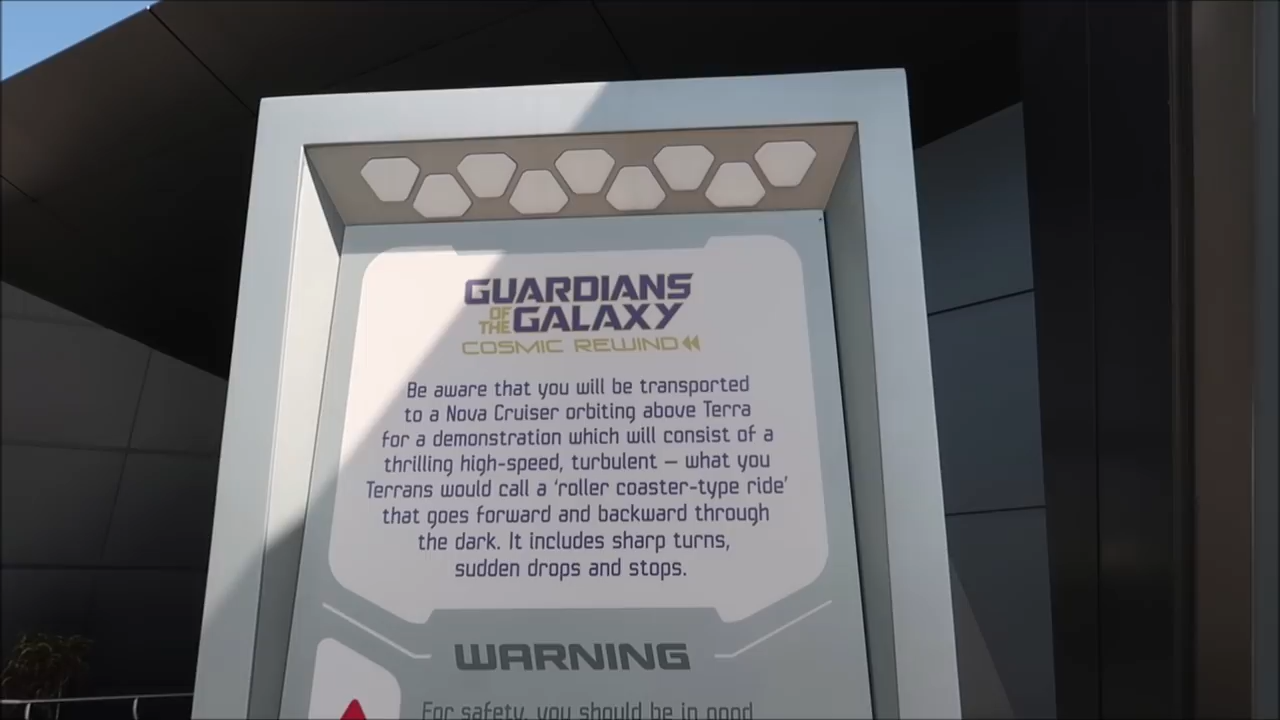 GUARDIANS
OF THE GALAXY
COSMIC REWIND
Be aware that you will be transported
to a Nova Cruiser orbiting above Terra
for a demonstration which will consist of a
thrilling high-speed, turbulent – what you
Terrans would call a ‘roller coaster-type ride’
that goes forward and backward through
the dark. It includes sharp turns,
sudden drops and stops.
WARNING
For safety, you should be in good